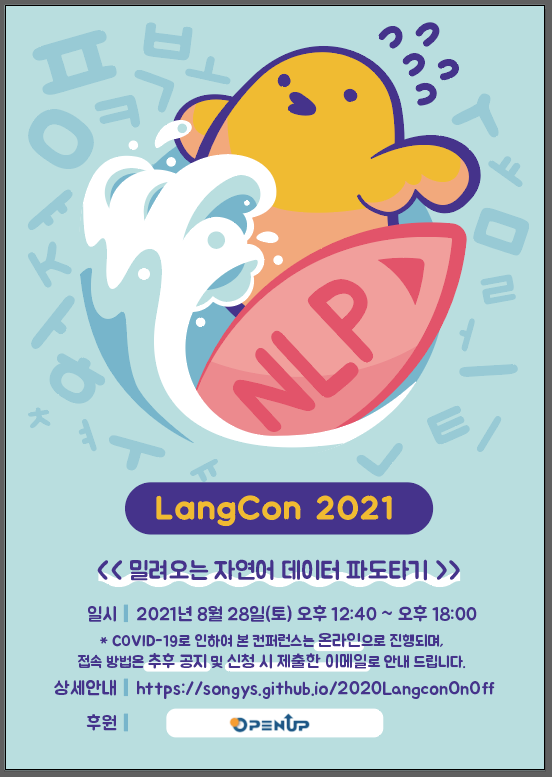 NLP
LangCon 2021
<< 밀려오는 자연어 데이터 파도타기 >>
일시 | 2021년 8월 28일(토) 오후 12:40 ~ 오후 18:00
* COVID-19로 인하여 본 컨퍼런스는 온라인으로 진행되며,
접속 방법은 추후 공지 및 신청 시 제출한 이메일로 안내 드립니다.
상세안내 | https://songys.github.io/2020LangconOnOff
후원 | OPENUP